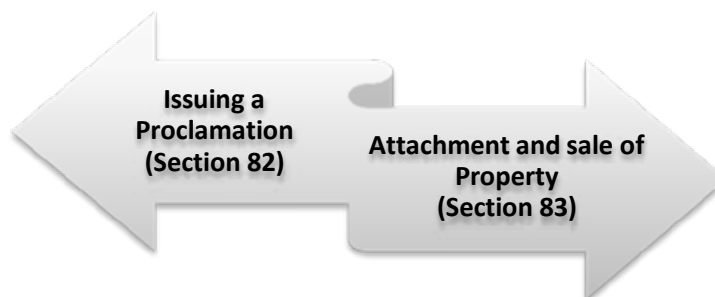 Issuing a
Proclamation
(Section 82)
Attachment and sale of
Property
(Section 83)